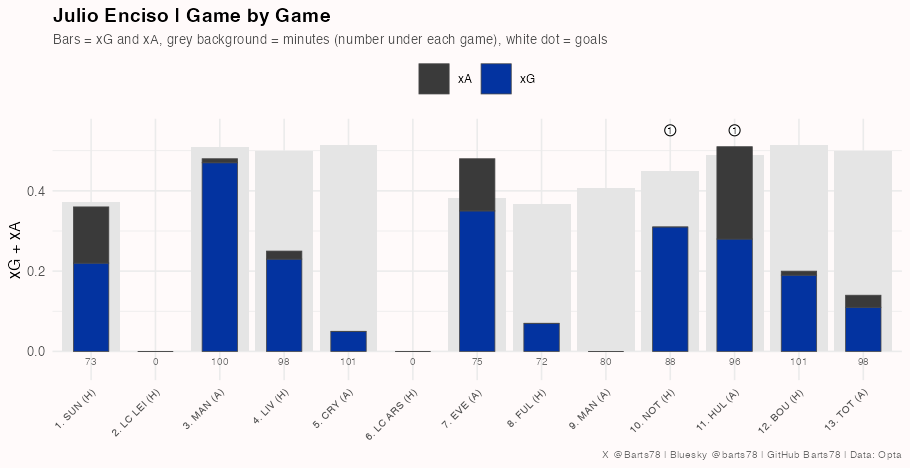 Julio Enciso | Game by Game
Bars = xG and xA, grey background = minutes (number under each game), white dot = goals
xA xG
1 1
xG + xA
0.4
0.2
0.0
73 0 100 98 101 0 75 72 80 88 96 101 98
1. SUN (H)
2. LC LEI (H)
3. MAN (A)
4. LIV (H)
5. CRY (A)
6. LC ARS (H)
7. EVE (A)
8. FUL (H)
9. MAN (A)
10. NOT (H)
11. HUL (A)
12. BOU (H)
13. TOT (A)
X @Barts78 | Bluesky @barts78 | GitHub Barts78 | Data: Opta